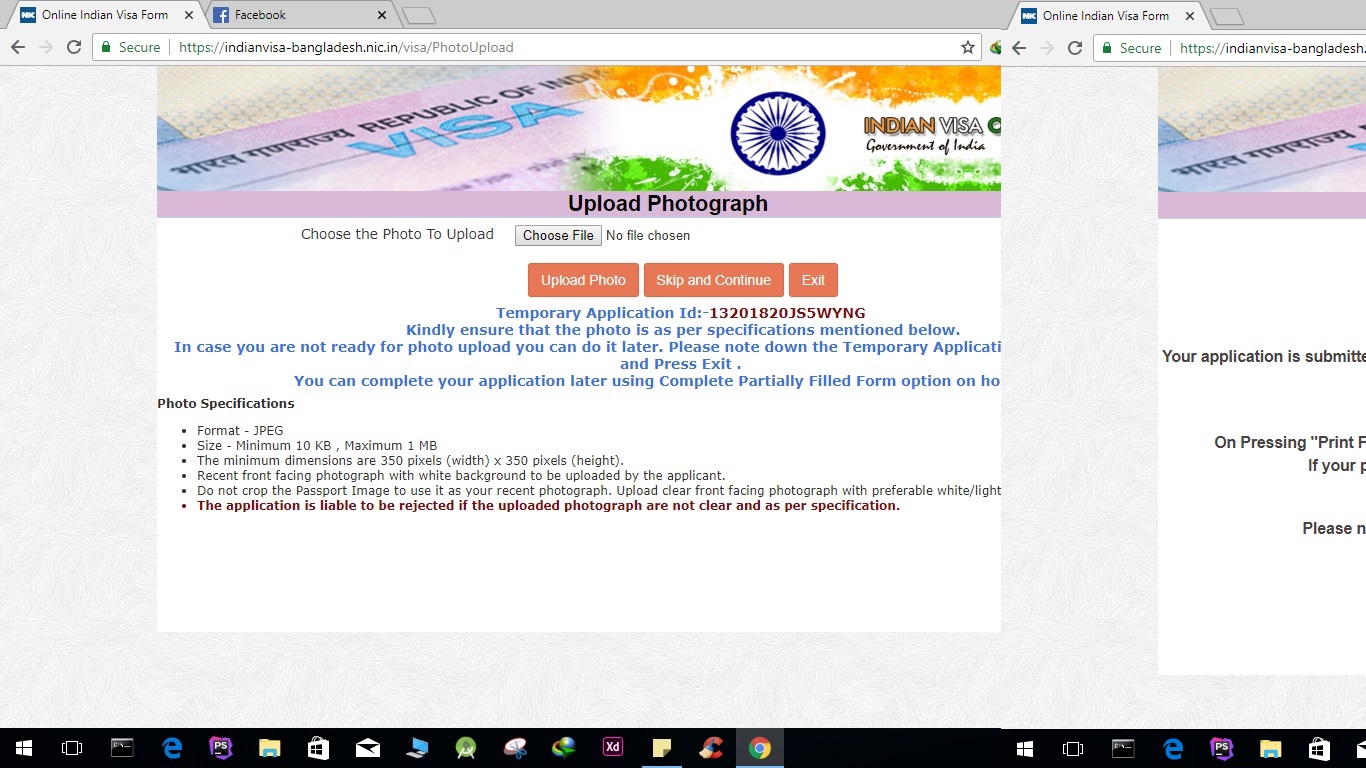 Online Indian Visa Form
Facebook
Secure
https://indianvisa-bangladesh.nic.in/visa/PhotoUpload
भारत गणराज्य REPUBLIC OF INDI
VISA
INDIAN VISA O
Government of India
Upload Photograph
Choose the Photo To Upload
Choose File
No file chosen
Upload Photo
Skip and Continue
Exit
Temporary Application Id:-13201820JS5WYNG
Kindly ensure that the photo is as per specifications mentioned below.
In case you are not ready for photo upload you can do it later. Please note down the Temporary Applicati
and Press Exit .
You can complete your application later using Complete Partially Filled Form option on ho
Photo Specifications
Format - JPEG
Size - Minimum 10 KB , Maximum 1 MB
The minimum dimensions are 350 pixels (width) x 350 pixels (height).
Recent front facing photograph with white background to be uploaded by the applicant.
Do not crop the Passport Image to use it as your recent photograph. Upload clear front facing photograph with preferable white/light
The application is liable to be rejected if the uploaded photograph are not clear and as per specification.
PS
Xd
Online Indian Visa Form
Secure
https://indianvisa-bangladesh.
भारत गणराज्य
Your application is submitte
On Pressing "Print F
If your p
Please n
PS